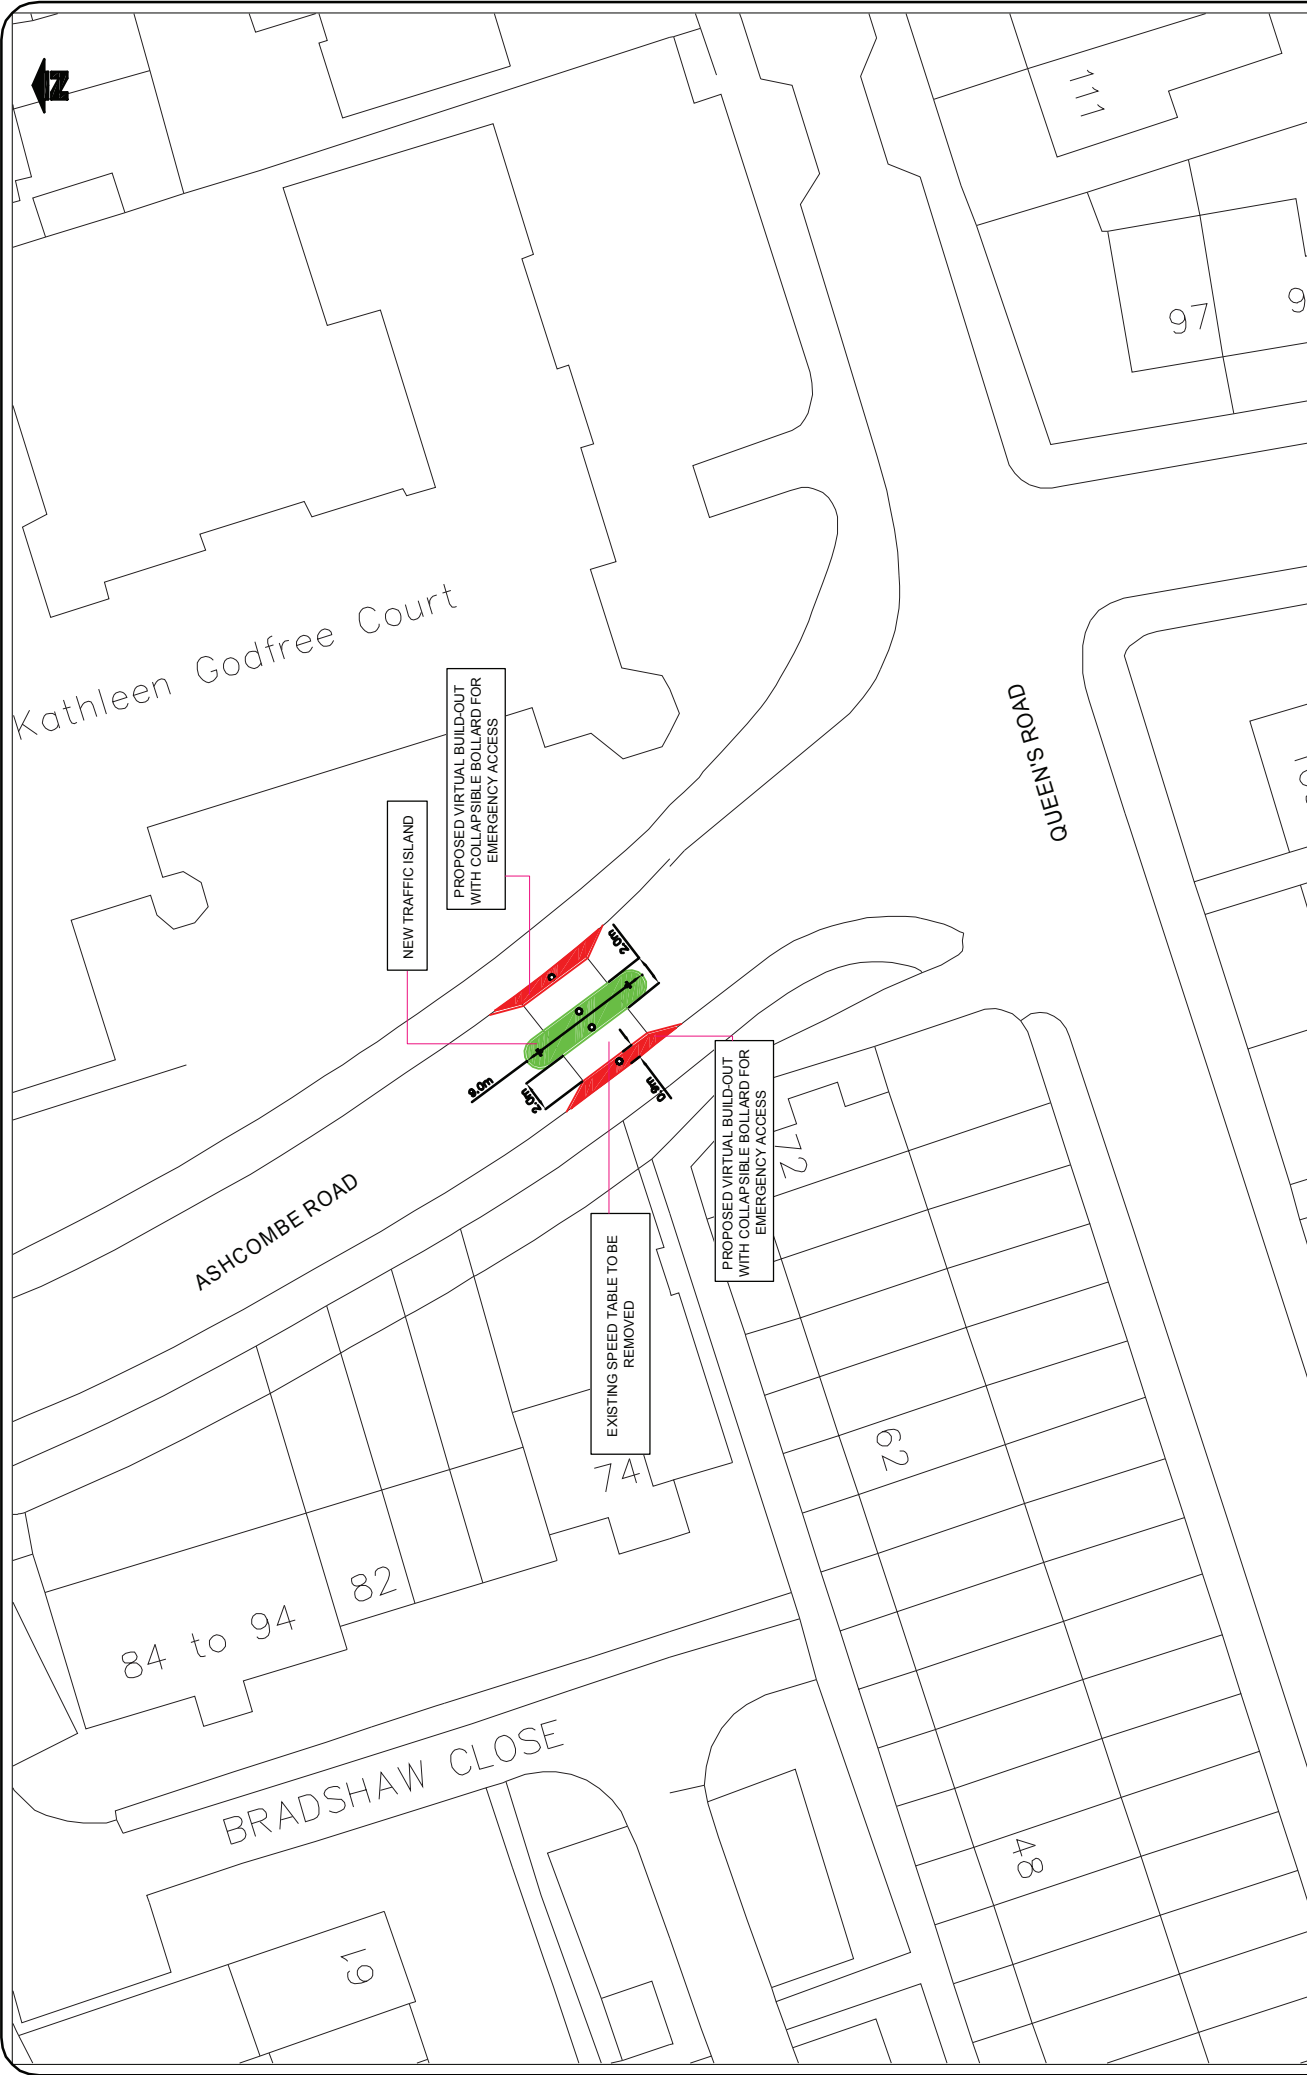 N
111
97
9
Kathleen Godfree Court
PROPOSED VIRTUAL BUILD-OUT
WITH COLLAPSIBLE BOLLARD FOR
EMERGENCY ACCESS
NEW TRAFFIC ISLAND
QUEEN'S ROAD
2.0m
9.0m
2.0m
0.9m
ASHCOMBE ROAD
PROPOSED VIRTUAL BUILD-OUT
WITH COLLAPSIBLE BOLLARD FOR
EMERGENCY ACCESS
72
EXISTING SPEED TABLE TO BE
REMOVED
74
62
82
84 to 94
BRADSHAW CLOSE
48
19